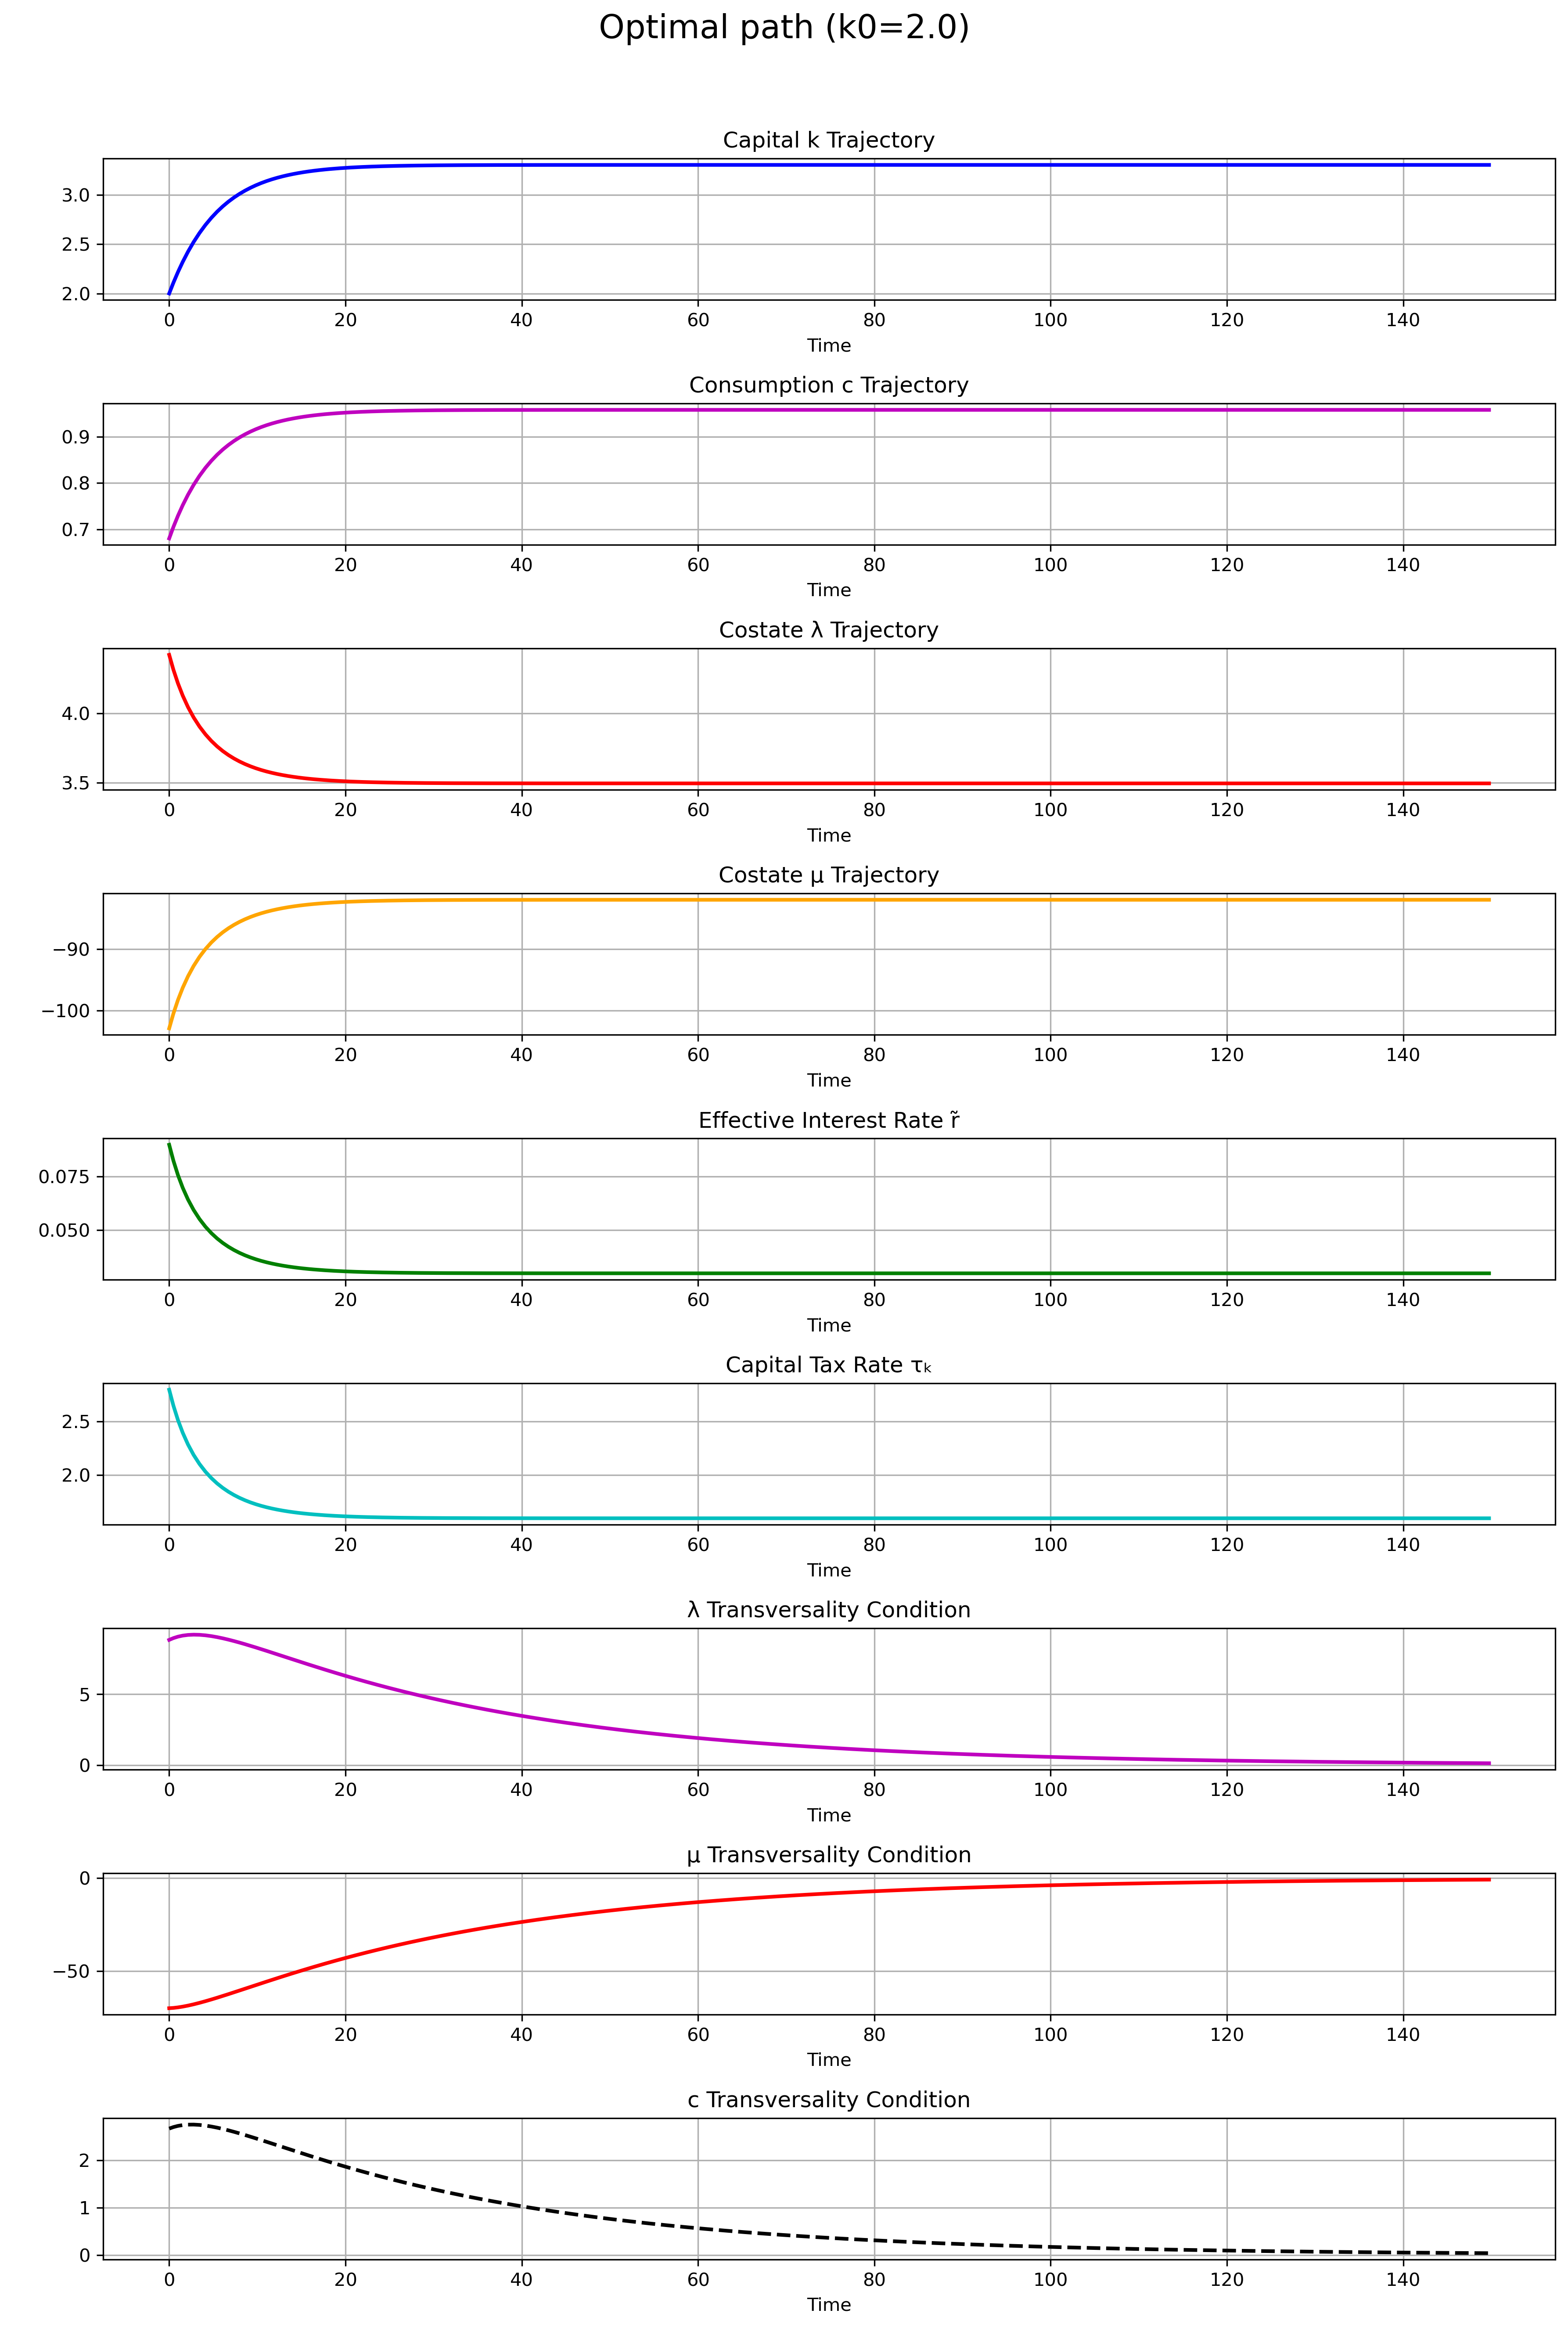 Optimal path (k0=2.0)
Capital k Trajectory
3.0
2.5
2.0
0 20 40 60 80 100 120 140
Time
Consumption c Trajectory
0.9
0.8
0.7
0 20 40 60 80 100 120 140
Time
Costate λ Trajectory
4.0
3.5
0 20 40 60 80 100 120 140
Time
Costate μ Trajectory
−90
−100
0 20 40 60 80 100 120 140
Time
Effective Interest Rate r̃
0.075
0.050
0 20 40 60 80 100 120 140
Time
Capital Tax Rate τₖ
2.5
2.0
0 20 40 60 80 100 120 140
Time
λ Transversality Condition
5
0
0 20 40 60 80 100 120 140
Time
μ Transversality Condition
0
−50
0 20 40 60 80 100 120 140
Time
c Transversality Condition
2
1
0
0 20 40 60 80 100 120 140
Time